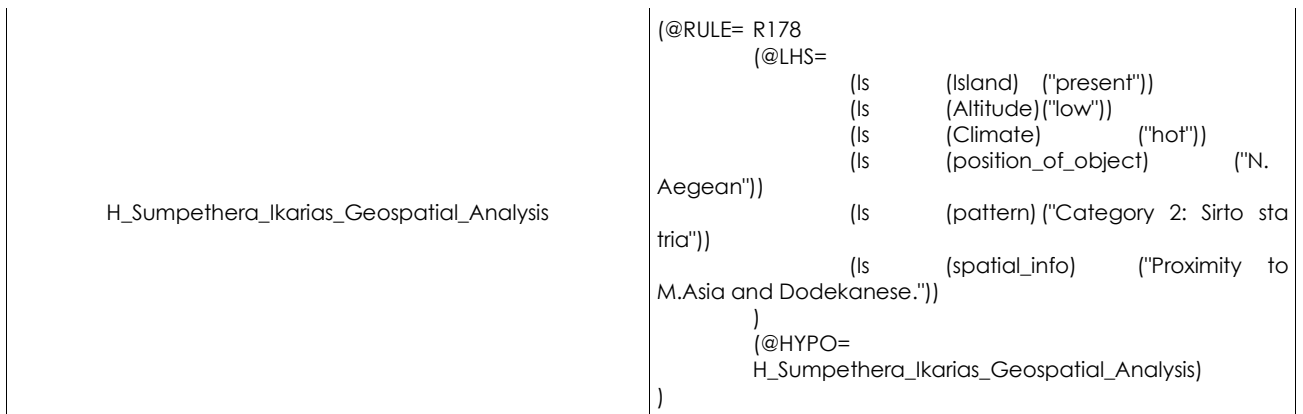 H_Sumpethera_Ikarias_Geospatial_Analysis
(@RULE= R178
(@LHS=
(Is (Island) ("present"))
(Is (Altitude) ("low"))
(Is (Climate) ("hot"))
(Is (position_of_object) ("N.
Aegean"))
(Is (pattern) ("Category 2: Sirto sta
tria"))
(Is (spatial_info) ("Proximity to
M.Asia and Dodekanese."))
)
(@HYPO=
H_Sumpethera_Ikarias_Geospatial_Analysis)
)